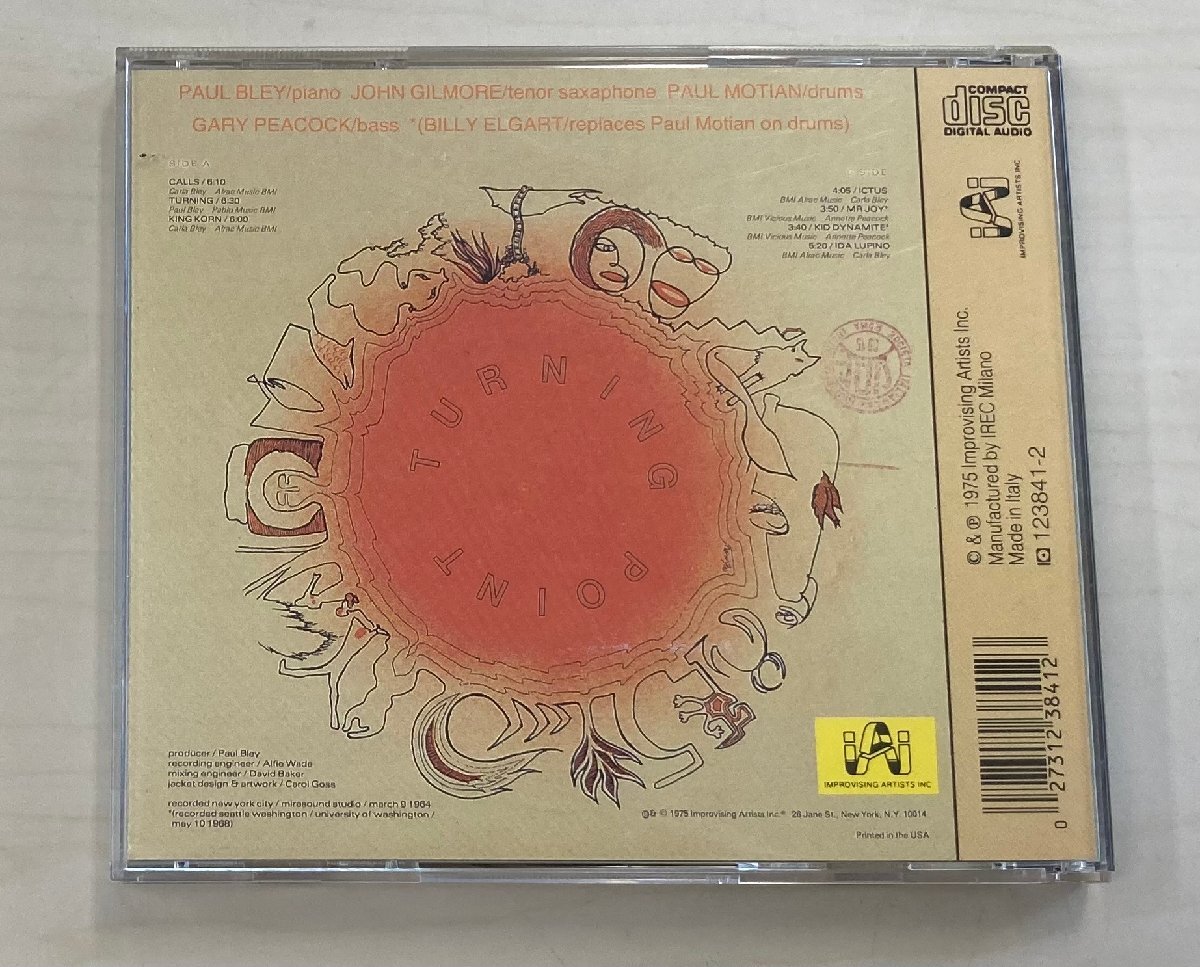 PAUL BLEY/piano JOHN GILMORE/tenor saxaphone PAUL MOTIAN/drums
GARY PEACOCK/bass *(BILLY ELGART/replaces Paul Motian on drums)
SIDE A
CALLS / 6:10
Carla Bley Alrac Music BMI
TURNING / 6:30
Paul Bley Pablo Music BMI
KING KORN / 6:00
Carla Bley Alrac Music BMI
SIDE
4:05 / ICTUS
BMI Alrac Music Carla Bley
3:50 / MR JOY*
BMI Vicious Music Annette Peacock
3:40 / KID DYNAMITE*
BMI Vicious Music Annette Peacock
5:20 / IDA LUPINO
BMI Alrac Music Carla Bley
TURNING
POINT
producer / Paul Bley
recording engineer / Alfie Wade
mixing engineer / David Baker
jacket design & artwork / Carol Goss
recorded new york city / mirasound studio / march 9 1964
*(recorded seattle washington / university of washington /
may 10 1968)
iAi
IMPROVISING ARTISTS INC
℗& © 1975 Improvising Artists Inc.® 26 Jane St., New York, N.Y. 10014
Printed in the USA
COMPACT
disc
DIGITAL AUDIO
iAi
IMPROVISING ARTISTS INC
© & ℗ 1975 Improvising Artists Inc.
Manufactured by IREC Milano
Made in Italy
123841-2
0 27312 38412